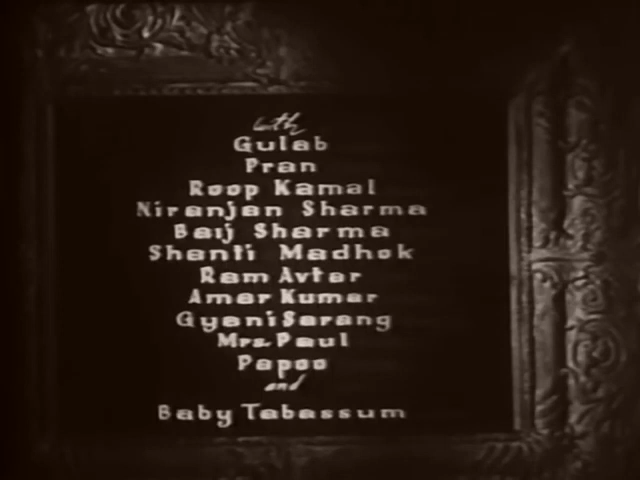 with
Gulab
Pran
Roop Kamal
Niranjan Sharma
Baij Sharma
Shanti Madhok
Ram Avtar
Amar Kumar
Gyani Sarang
Mrs. Paul
Papoo
and
Baby Tabassum